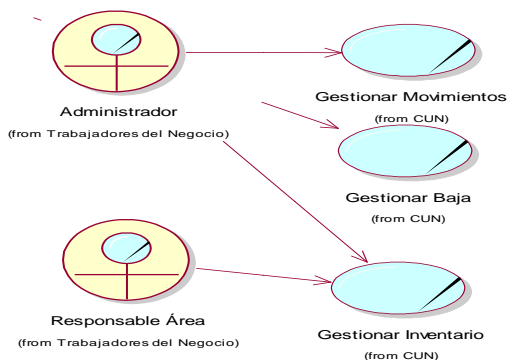 Administrador
(from Trabajadores del Negocio)
Gestionar Movimientos
(from CUN)
Gestionar Baja
(from CUN)
Responsable Área
(from Trabajadores del Negocio)
Gestionar Inventario
(from CUN)